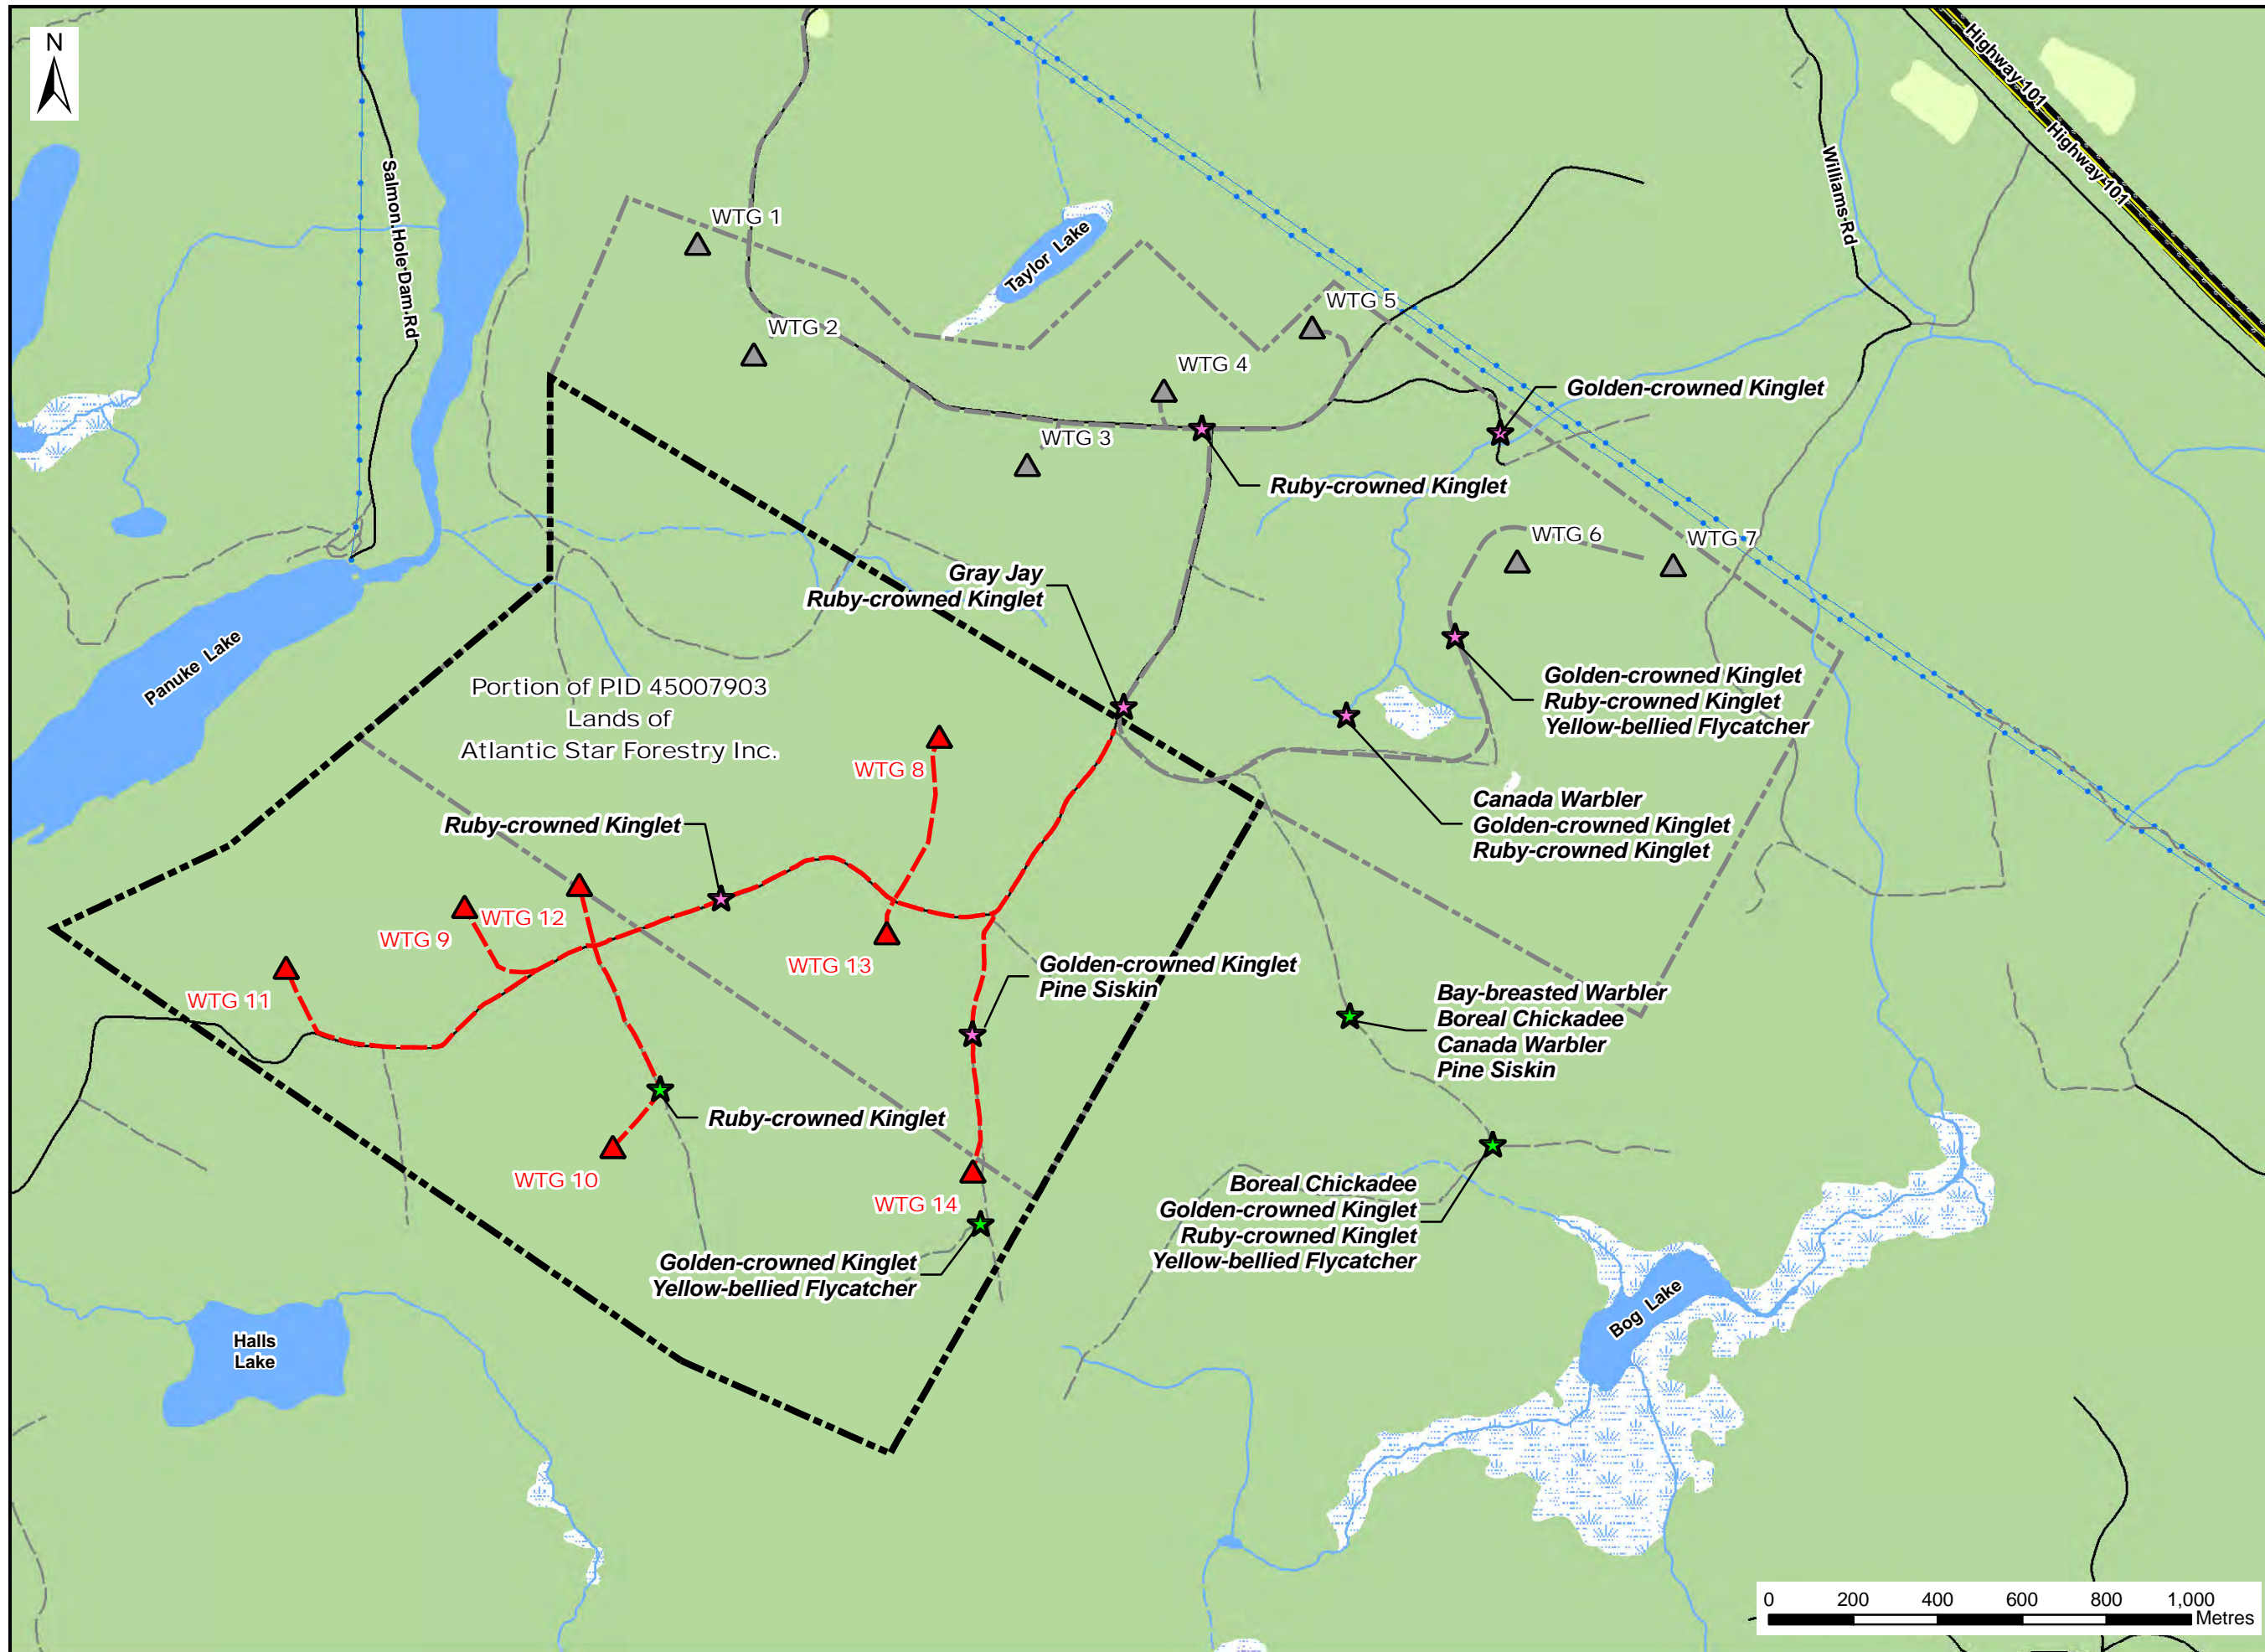 N
Highway 101
Highway 101
Salmon Hole Dam Rd
Williams Rd
WTG 1
Taylor Lake
WTG 5
WTG 2
WTG 4
Golden-crowned Kinglet
WTG 3
Ruby-crowned Kinglet
WTG 6
WTG 7
Gray Jay
Ruby-crowned Kinglet
Panuke Lake
Portion of PID 45007903
Lands of
Atlantic Star Forestry Inc.
Golden-crowned Kinglet
Ruby-crowned Kinglet
Yellow-bellied Flycatcher
WTG 8
Canada Warbler
Golden-crowned Kinglet
Ruby-crowned Kinglet
Ruby-crowned Kinglet
WTG 12
WTG 9
WTG 13
Golden-crowned Kinglet
Pine Siskin
WTG 11
Bay-breasted Warbler
Boreal Chickadee
Canada Warbler
Pine Siskin
Ruby-crowned Kinglet
WTG 10
WTG 14
Boreal Chickadee
Golden-crowned Kinglet
Ruby-crowned Kinglet
Yellow-bellied Flycatcher
Golden-crowned Kinglet
Yellow-bellied Flycatcher
Bog Lake
Halls
Lake
0 200 400 600 800 1,000
Metres